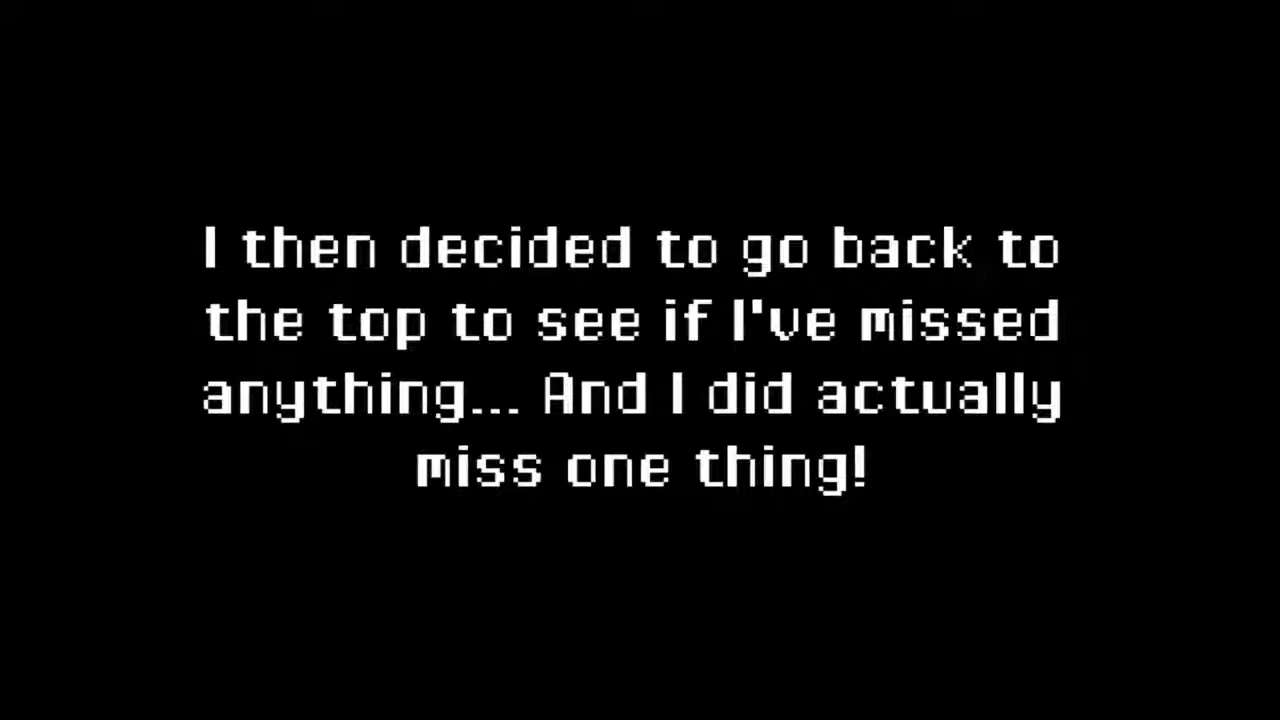 I then decided to go back to
the top to see if I've missed
anything... And I did actually
miss one thing!